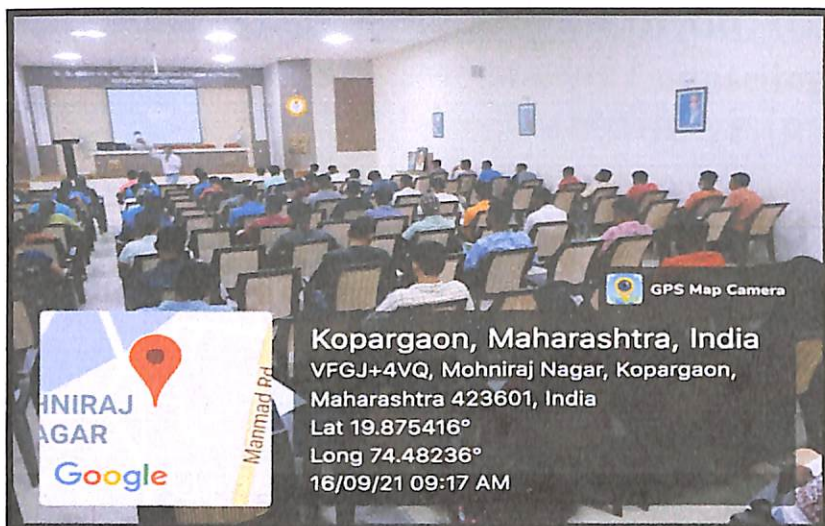 GPS Map Camera
Kopargaon, Maharashtra, India
VFGJ+4VQ, Mohniraj Nagar, Kopargaon,
Maharashtra 423601, India
Lat 19.875416°
Long 74.48236°
16/09/21 09:17 AM
HNIRAJ
AGAR
Manmad Rd
Google